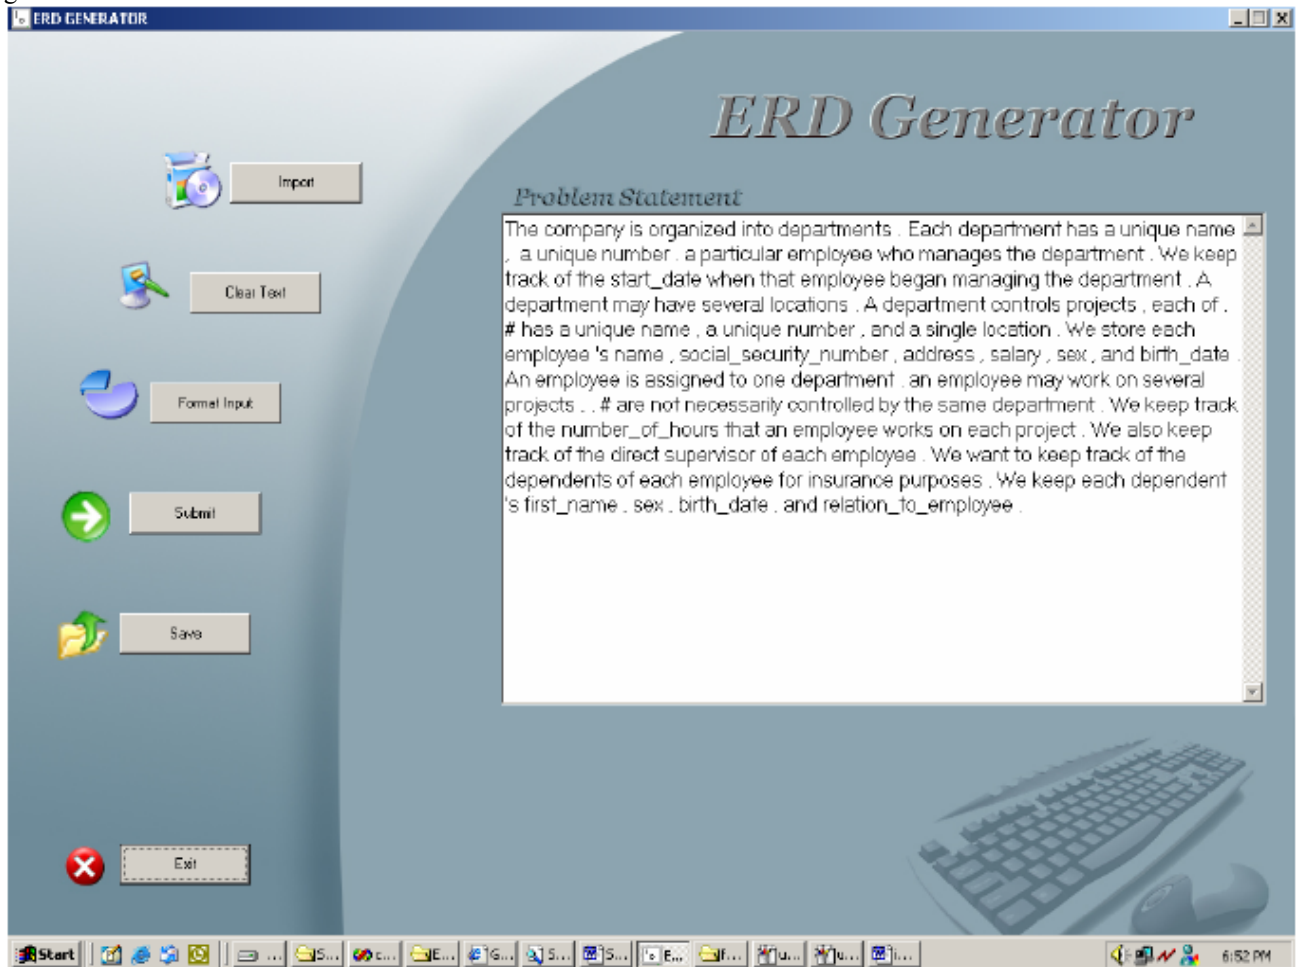 ERD GENERATOR
ERD Generator
Import
Problem Statement
The company is organized into departments . Each department has a unique name
, a unique number . a particular employee who manages the department . We keep
track of the start_date when that employee began managing the department . A
department may have several locations . A department controls projects , each of .
# has a unique name , a unique number , and a single location . We store each
employee 's name , social_security_number , address , salary , sex , and birth_date .
An employee is assigned to one department . an employee may work on several
projects . . # are not necessarily controlled by the same department . We keep track
of the number_of_hours that an employee works on each project . We also keep
track of the direct supervisor of each employee . We want to keep track of the
dependents of each employee for insurance purposes . We keep each dependent
's first_name . sex . birth_date . and relation_to_employee .
Clear Text
Format Input
Submit
Save
Exit
Start ... S... c... E... G... S... S... E... f... u... u... i... 6:52 PM